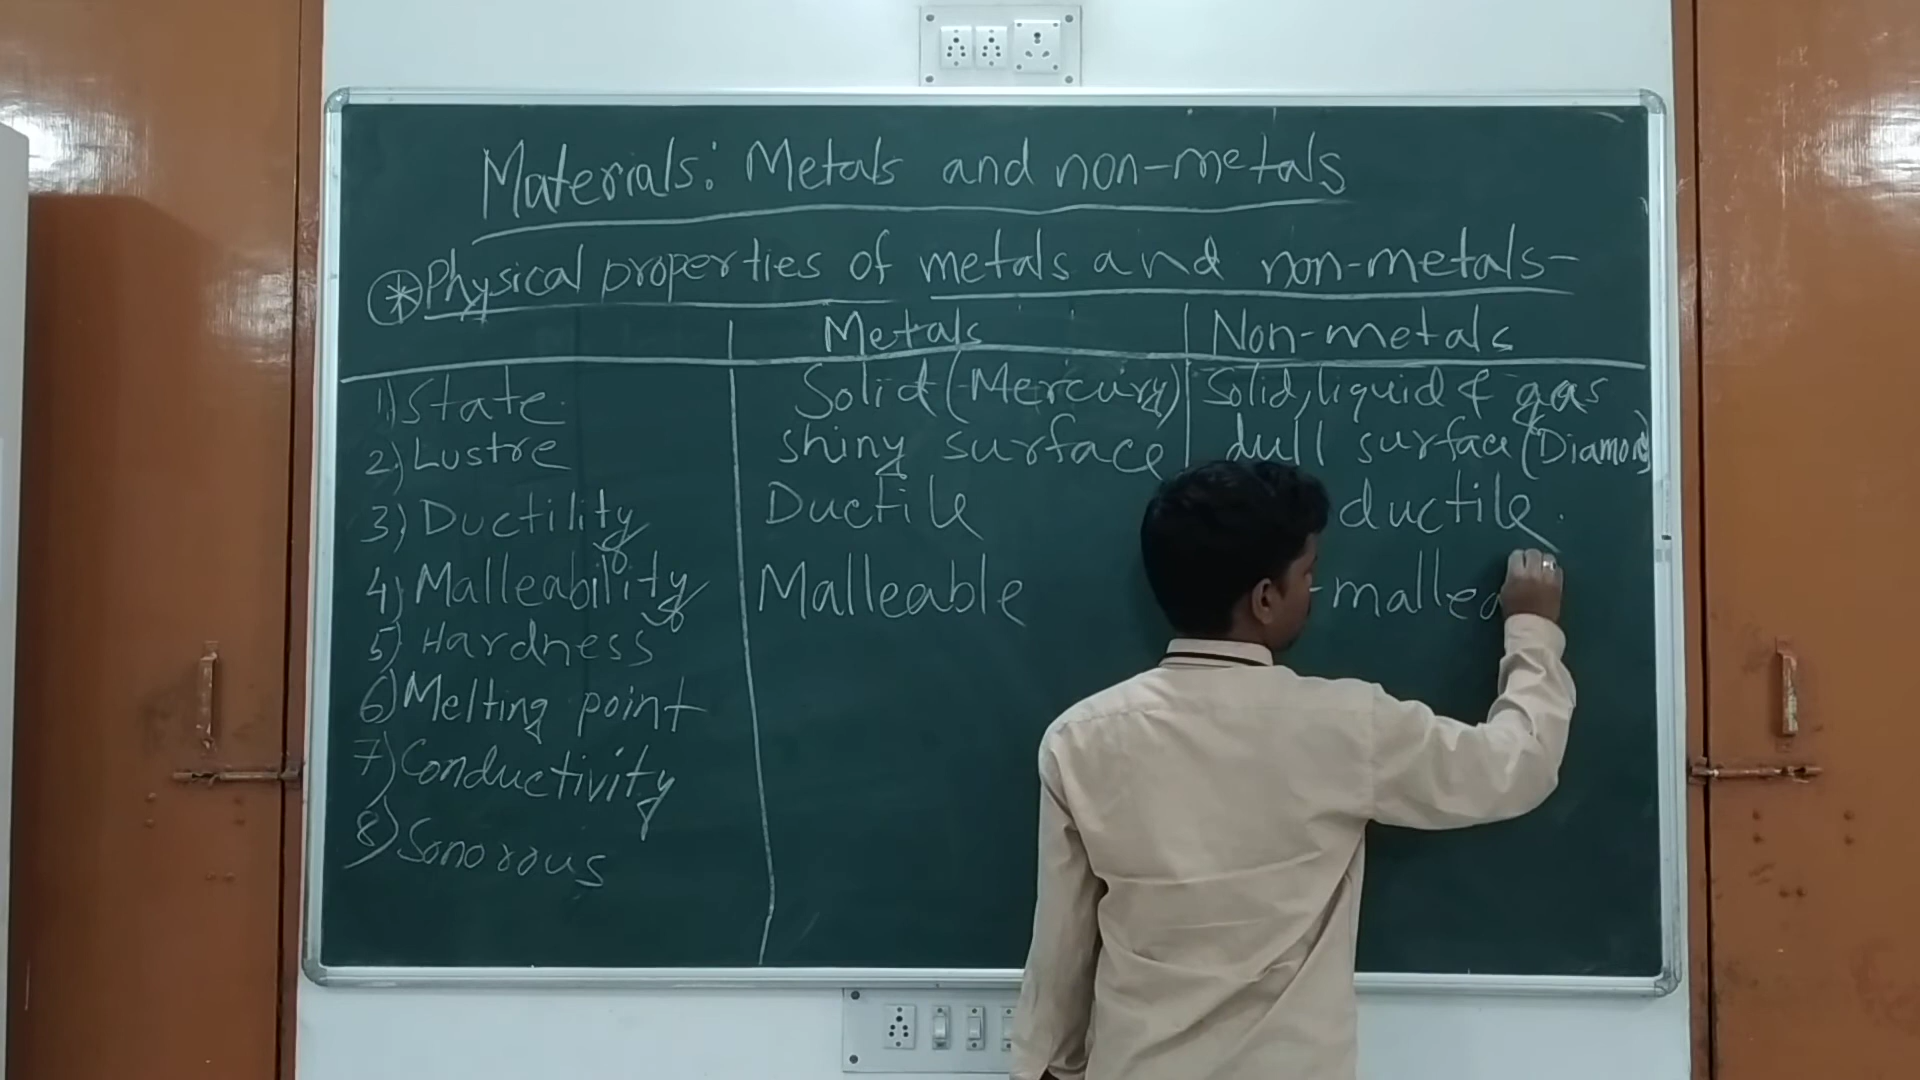 Materials: Metals and non-metals
* Physical properties of metals and non-metals-
Metals Non-metals
1) State Solid (Mercury) Solid, liquid & gas
2) Lustre shiny surface dull surface (Diamond)
3) Ductility Ductile ductile.
4) Malleability Malleable -mallea
5) Hardness
6) Melting point
7) Conductivity
8) Sonorous